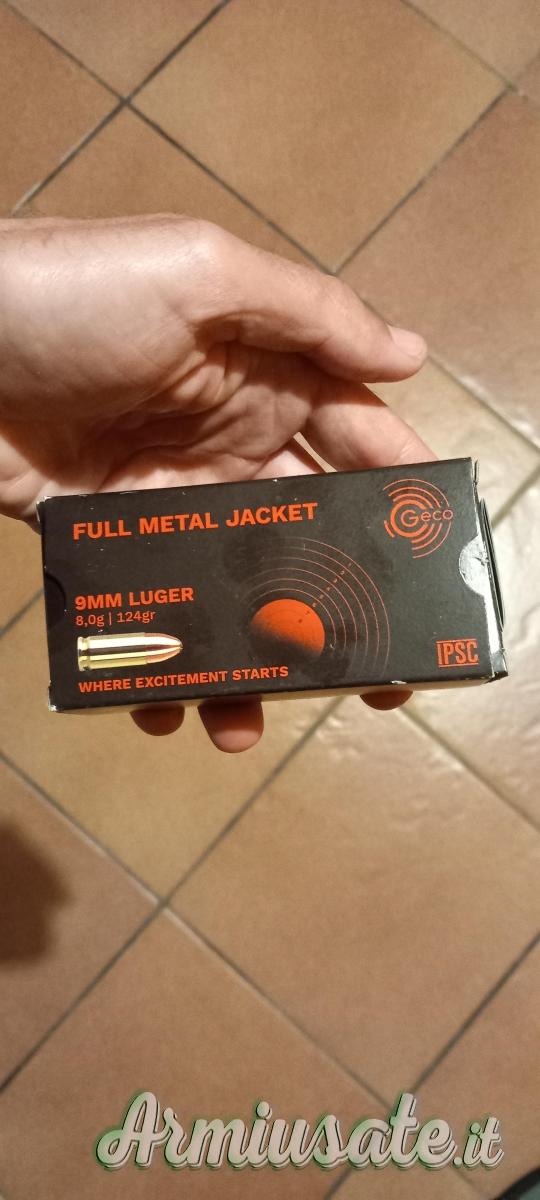 FULL METAL JACKET
Geco
9MM LUGER
8,0g | 124gr
WHERE EXCITEMENT STARTS
IPSC
Armiusate.it